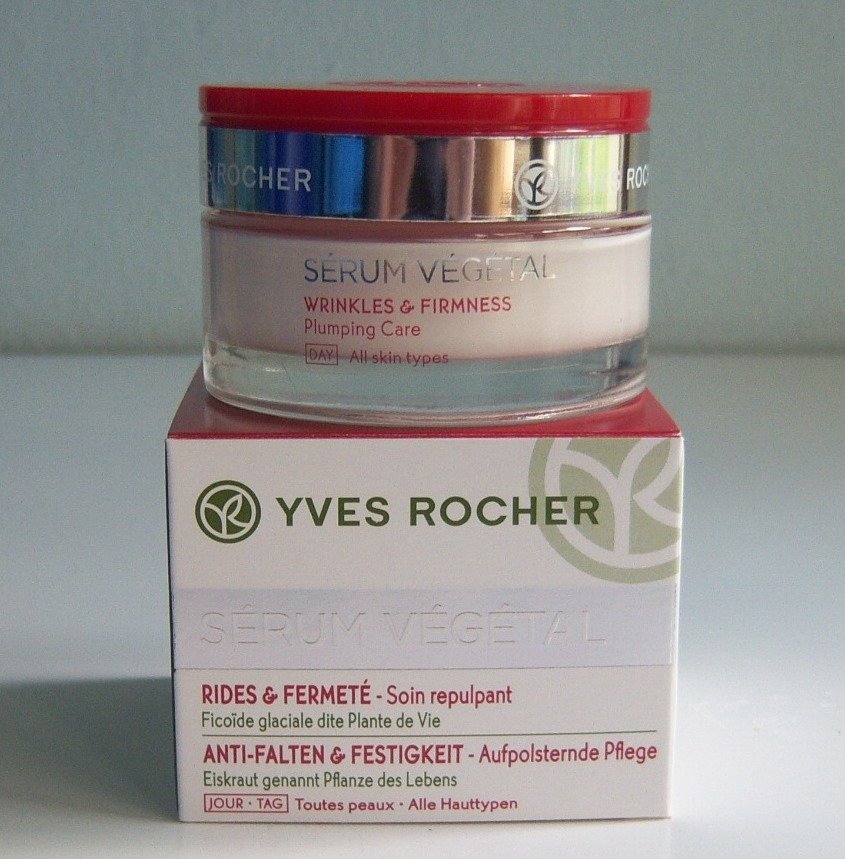 ROCHER YVES
SÉRUM VÉGÉTAL
WRINKLES & FIRMNESS
Plumping Care
DAY All skin types
YVES ROCHER
SÉRUM VÉGÉTAL
RIDES & FERMETÉ - Soin repulpant
Ficoïde glaciale dite Plante de Vie
ANTI-FALTEN & FESTIGKEIT - Aufpolsternde Pflege
Eiskraut genannt Pflanze des Lebens
JOUR • TAG Toutes peaux • Alle Hauttypen